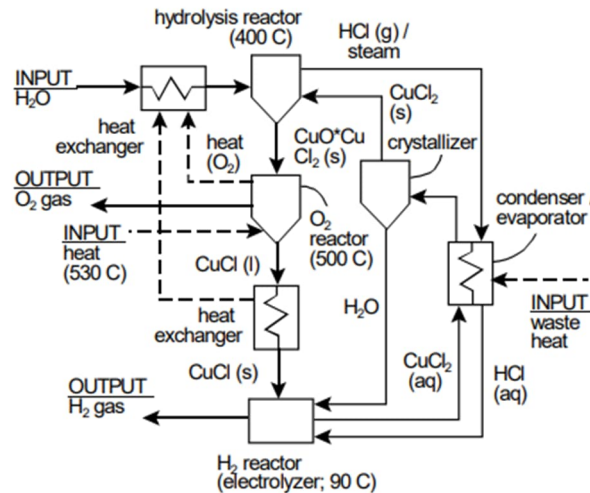 hydrolysis reactor
(400 C)
HCl (g) /
steam
INPUT
H₂O
CuCl₂
(s)
heat
exchanger
heat
(O₂)
CuO*Cu
Cl₂ (s)
crystallizer
OUTPUT
O₂ gas
condenser /
evaporator
INPUT
heat
(530 C)
O₂
reactor
(500 C)
CuCl (l)
heat
exchanger
H₂O
INPUT
waste
heat
CuCl (s)
CuCl₂
(aq)
HCl
(aq)
OUTPUT
H₂ gas
H₂ reactor
(electrolyzer; 90 C)